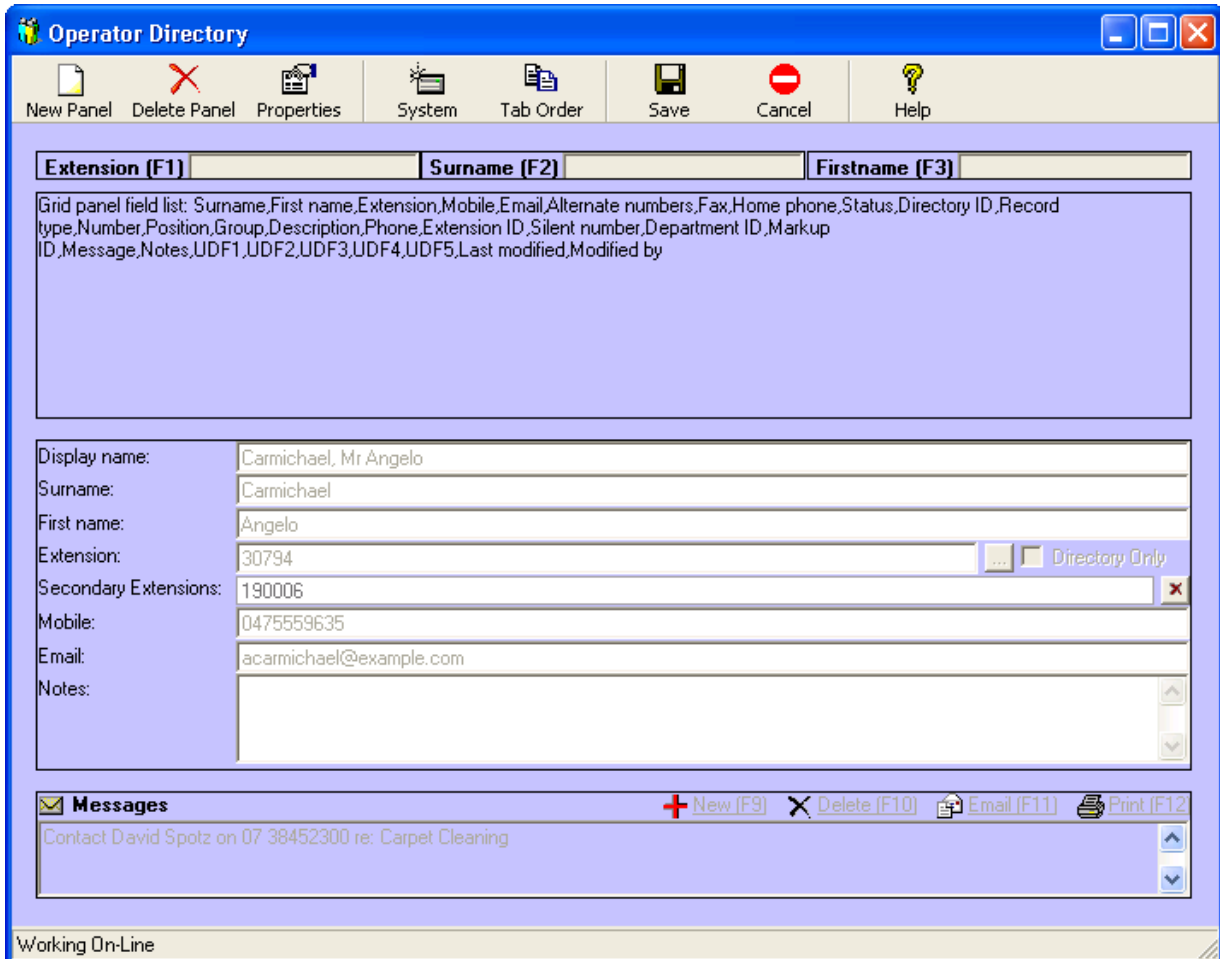 Operator Directory
New Panel Delete Panel Properties System Tab Order Save Cancel Help
Extension (F1) Surname (F2) Firstname (F3)
Grid panel field list: Surname,First name,Extension,Mobile,Email,Alternate numbers,Fax,Home phone,Status,Directory ID,Record
type,Number,Position,Group,Description,Phone,Extension ID,Silent number,Department ID,Markup
ID,Message,Notes,UDF1,UDF2,UDF3,UDF4,UDF5,Last modified,Modified by
Display name: Carmichael, Mr Angelo
Surname: Carmichael
First name: Angelo
Extension: 30794 ... Directory Only
Secondary Extensions: 190006
Mobile: 0475559635
Email: acarmichael@example.com
Notes:
Messages New (F9) Delete (F10) Email (F11) Print (F12)
Contact David Spotz on 07 38452300 re: Carpet Cleaning
Working On-Line